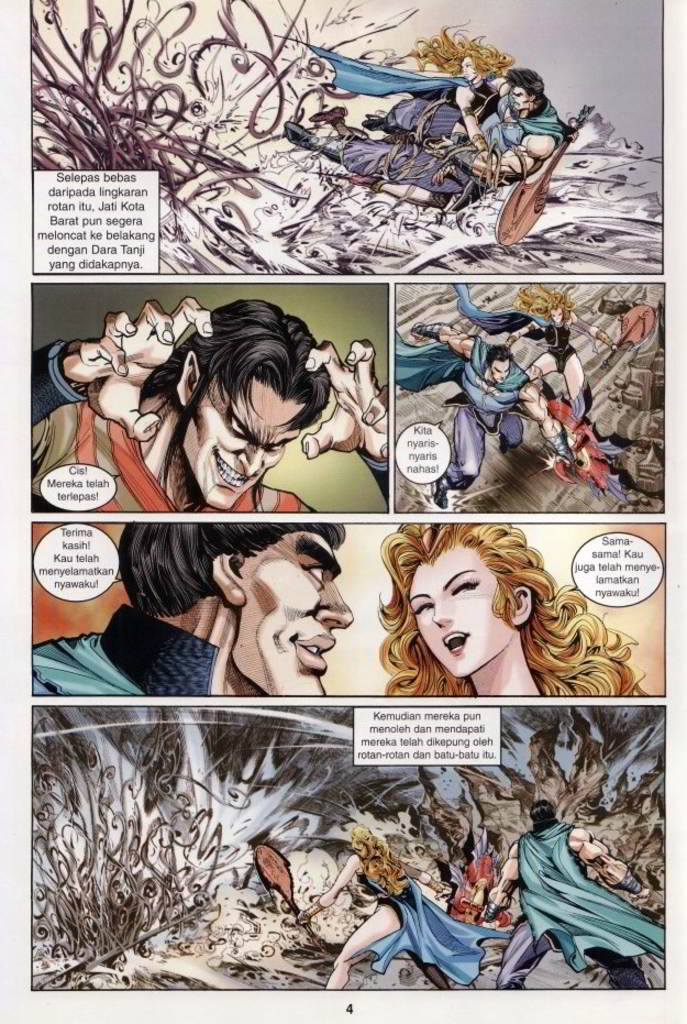 Selepas bebas
daripada lingkaran
rotan itu, Jati Kota
Barat pun segera
meloncat ke belakang
dengan Dara Tanji
yang didakapnya.
Cis!
Mereka telah
terlepas!
Kita
nyaris-
nyaris
nahas!
Terima
kasih!
Kau telah
menyelamatkan
nyawaku!
Sama-
sama! Kau
juga telah menye-
lamatkan
nyawaku!
Kemudian mereka pun
menoleh dan mendapati
mereka telah dikepung oleh
rotan-rotan dan batu-batu itu.
4